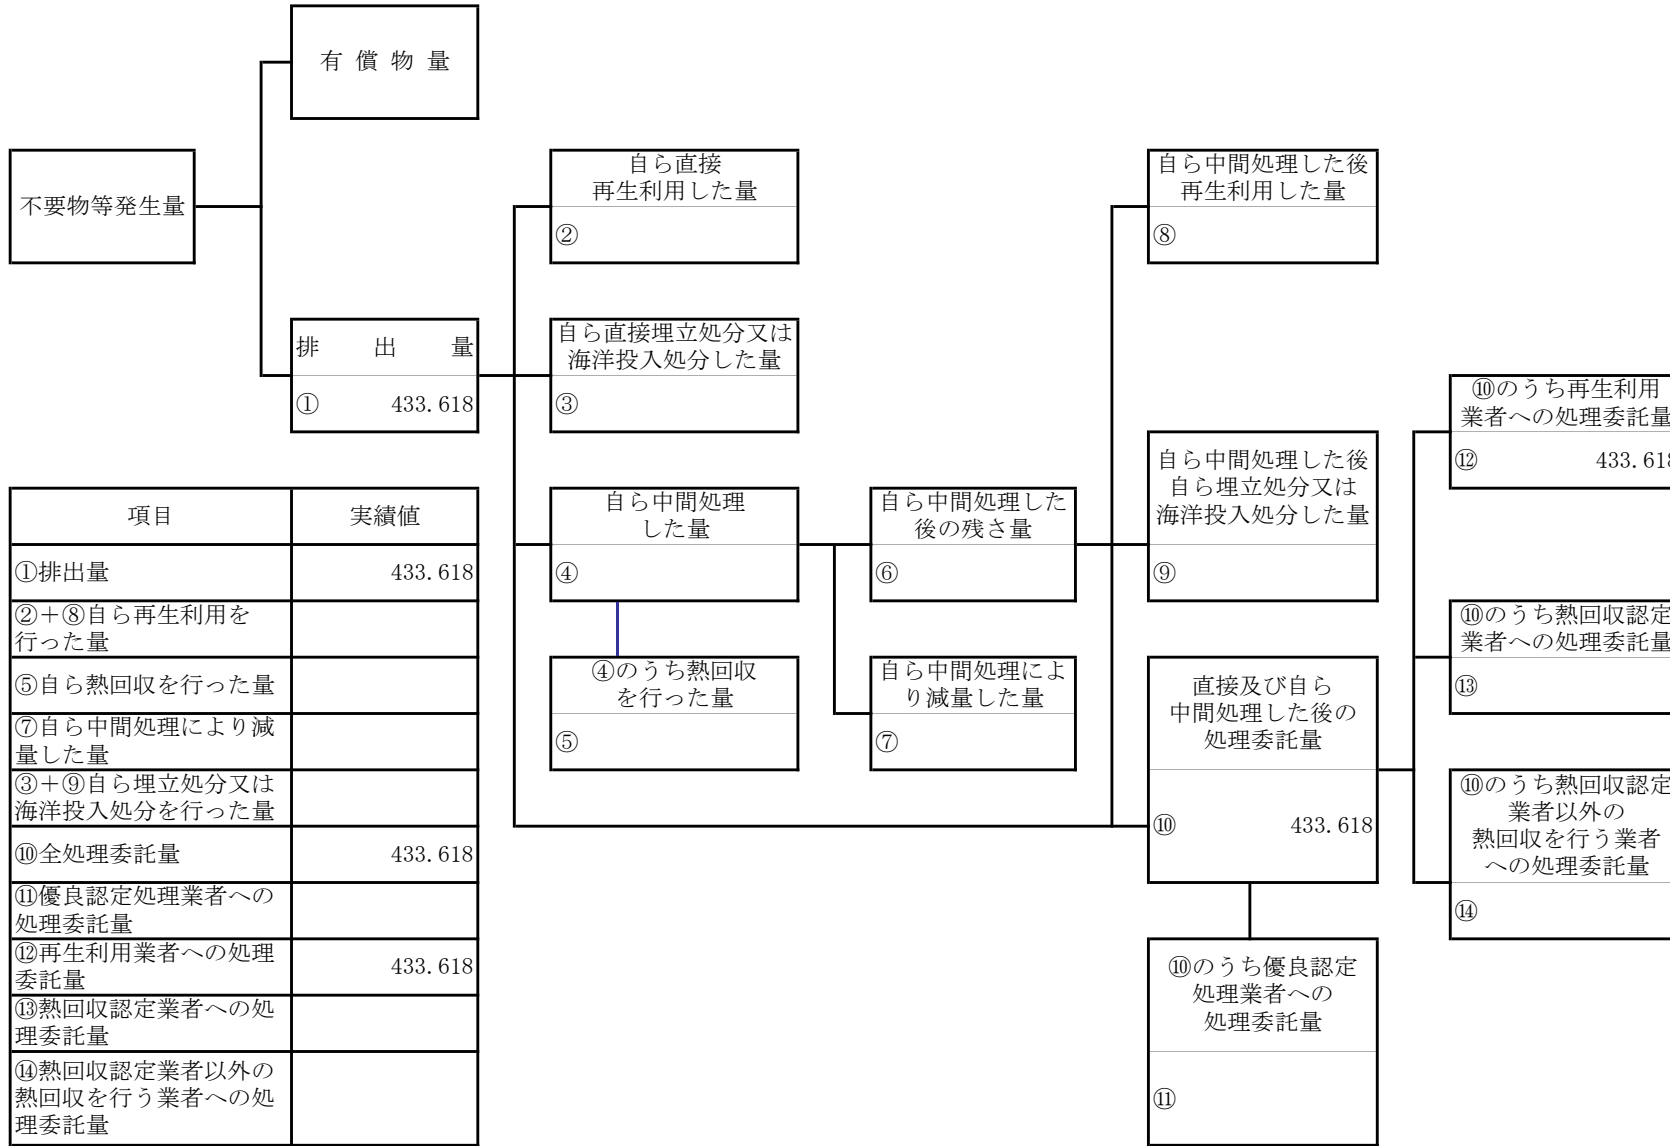 有償物量
不要物等発生量
自ら直接
再生利用した量
②
自ら中間処理した後
再生利用した量
⑧
排出量
① 433.618
自ら直接埋立処分又は
海洋投入処分した量
③
⑩のうち再生利用
業者への処理委託量
⑫ 433.618
自ら中間処理した後
自ら埋立処分又は
海洋投入処分した量
⑨
自ら中間処理
した量
④
自ら中間処理した
後の残さ量
⑥
④のうち熱回収
を行った量
⑤
自ら中間処理によ
り減量した量
⑦
⑩のうち熱回収認定
業者への処理委託量
⑬
直接及び自ら
中間処理した後の
処理委託量
⑩ 433.618
⑩のうち熱回収認定
業者以外の
熱回収を行う業者
への処理委託量
⑭
⑩のうち優良認定
処理業者への
処理委託量
⑪
項目 実績値
①排出量 433.618
②+⑧自ら再生利用を
行った量
⑤自ら熱回収を行った量
⑦自ら中間処理により減
量した量
③+⑨自ら埋立処分又は
海洋投入処分を行った量
⑩全処理委託量 433.618
⑪優良認定処理業者への
処理委託量
⑫再生利用業者への処理
委託量 433.618
⑬熱回収認定業者への処
理委託量
⑭熱回収認定業者以外の
熱回収を行う業者への処
理委託量